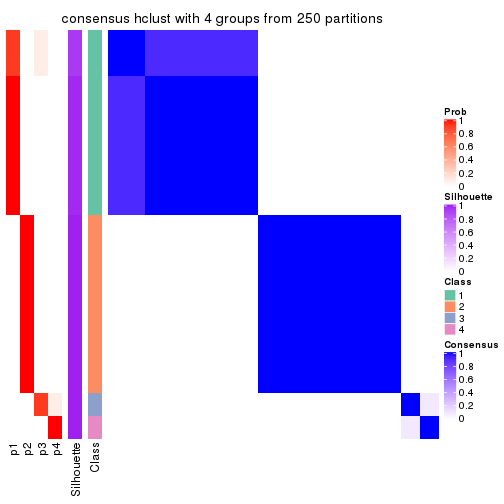 consensus hclust with 4 groups from 250 partitions
Prob
1
0.8
0.6
0.4
0.2
0
Silhouette
1
0.8
0.6
0.4
0.2
0
Class
1
2
3
4
Consensus
1
0.8
0.6
0.4
0.2
0
p1
p2
p3
p4
Silhouette
Class